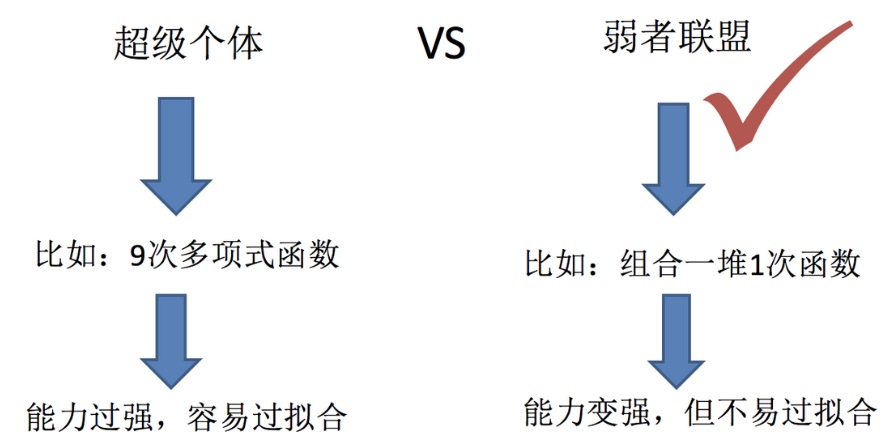 超级个体 VS 弱者联盟
比如：9次多项式函数
比如：组合一堆1次函数
能力过强，容易过拟合
能力变强，但不易过拟合